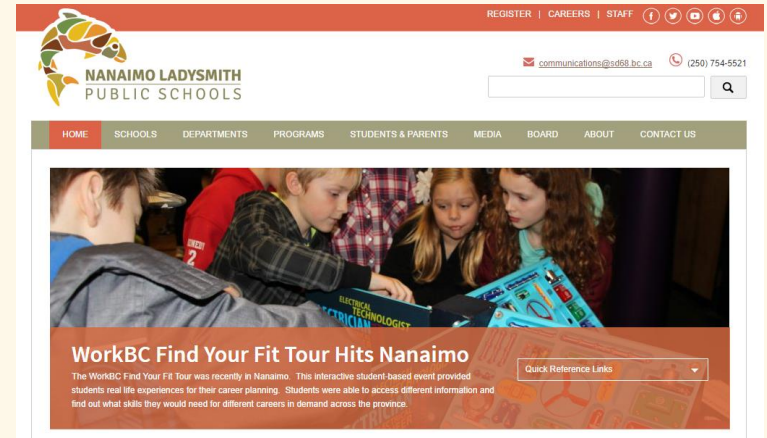 REGISTER | CAREERS | STAFF
communications@sd68.bc.ca (250) 754-5521
NANAIMO LADYSMITH
PUBLIC SCHOOLS
HOME SCHOOLS DEPARTMENTS PROGRAMS STUDENTS & PARENTS MEDIA BOARD ABOUT CONTACT US
ELECTRICAL
TECHNOLOGIST
ELECTRICIAN
WorkBC Find Your Fit Tour Hits Nanaimo
The WorkBC Find Your Fit Tour was recently in Nanaimo. This interactive student-based event provided
students real life experiences for their career planning. Students were able to access different information and
find out what skills they would need for different careers in demand across the province.
Quick Reference Links